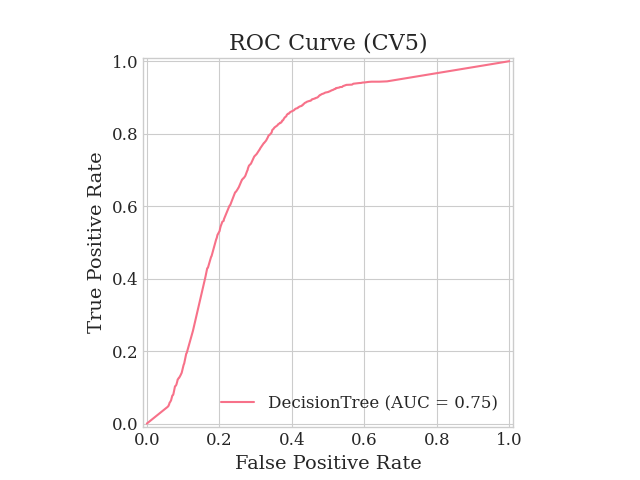 ROC Curve (CV5)
True Positive Rate
1.0
0.8
0.6
0.4
0.2
0.0
DecisionTree (AUC = 0.75)
0.0 0.2 0.4 0.6 0.8 1.0
False Positive Rate